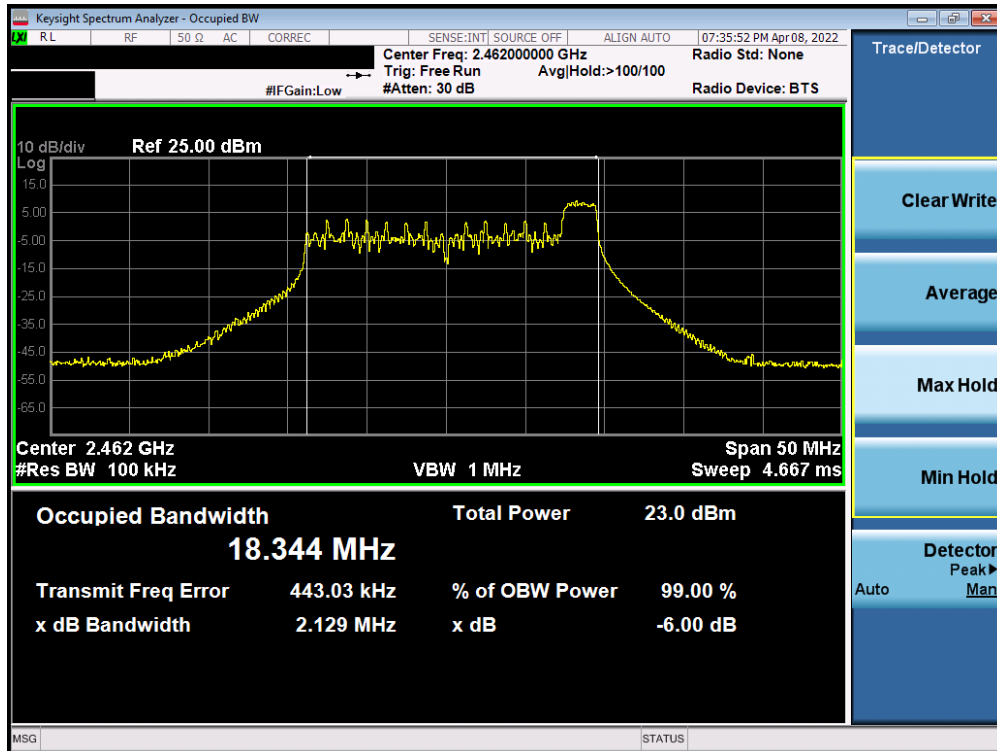 Keysight Spectrum Analyzer - Occupied BW
LXI RL RF 50 Ω AC CORREC SENSE:INT SOURCE OFF ALIGN AUTO 07:35:52 PM Apr 08, 2022
Center Freq: 2.462000000 GHz Radio Std: None
Trig: Free Run Avg|Hold:>100/100
#IFGain:Low #Atten: 30 dB Radio Device: BTS
Trace/Detector
10 dB/div Ref 25.00 dBm
Log
15.0
5.00
-5.00
-15.0
-25.0
-35.0
-45.0
-55.0
-65.0
Center 2.462 GHz Span 50 MHz
#Res BW 100 kHz VBW 1 MHz Sweep 4.667 ms
Occupied Bandwidth Total Power 23.0 dBm
18.344 MHz
Transmit Freq Error 443.03 kHz % of OBW Power 99.00 %
x dB Bandwidth 2.129 MHz x dB -6.00 dB
Clear Write
Average
Max Hold
Min Hold
Detector
Peak▶
Auto Man
MSG STATUS